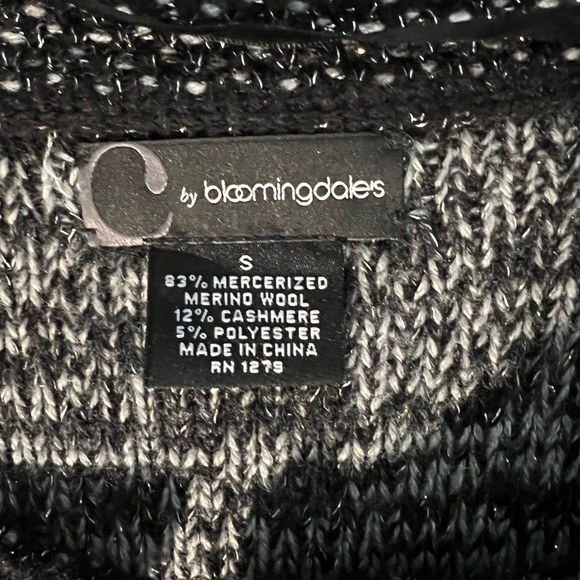 C by bloomingdale's
S
83% MERCERIZED
MERINO WOOL
12% CASHMERE
5% POLYESTER
MADE IN CHINA
RN 1279